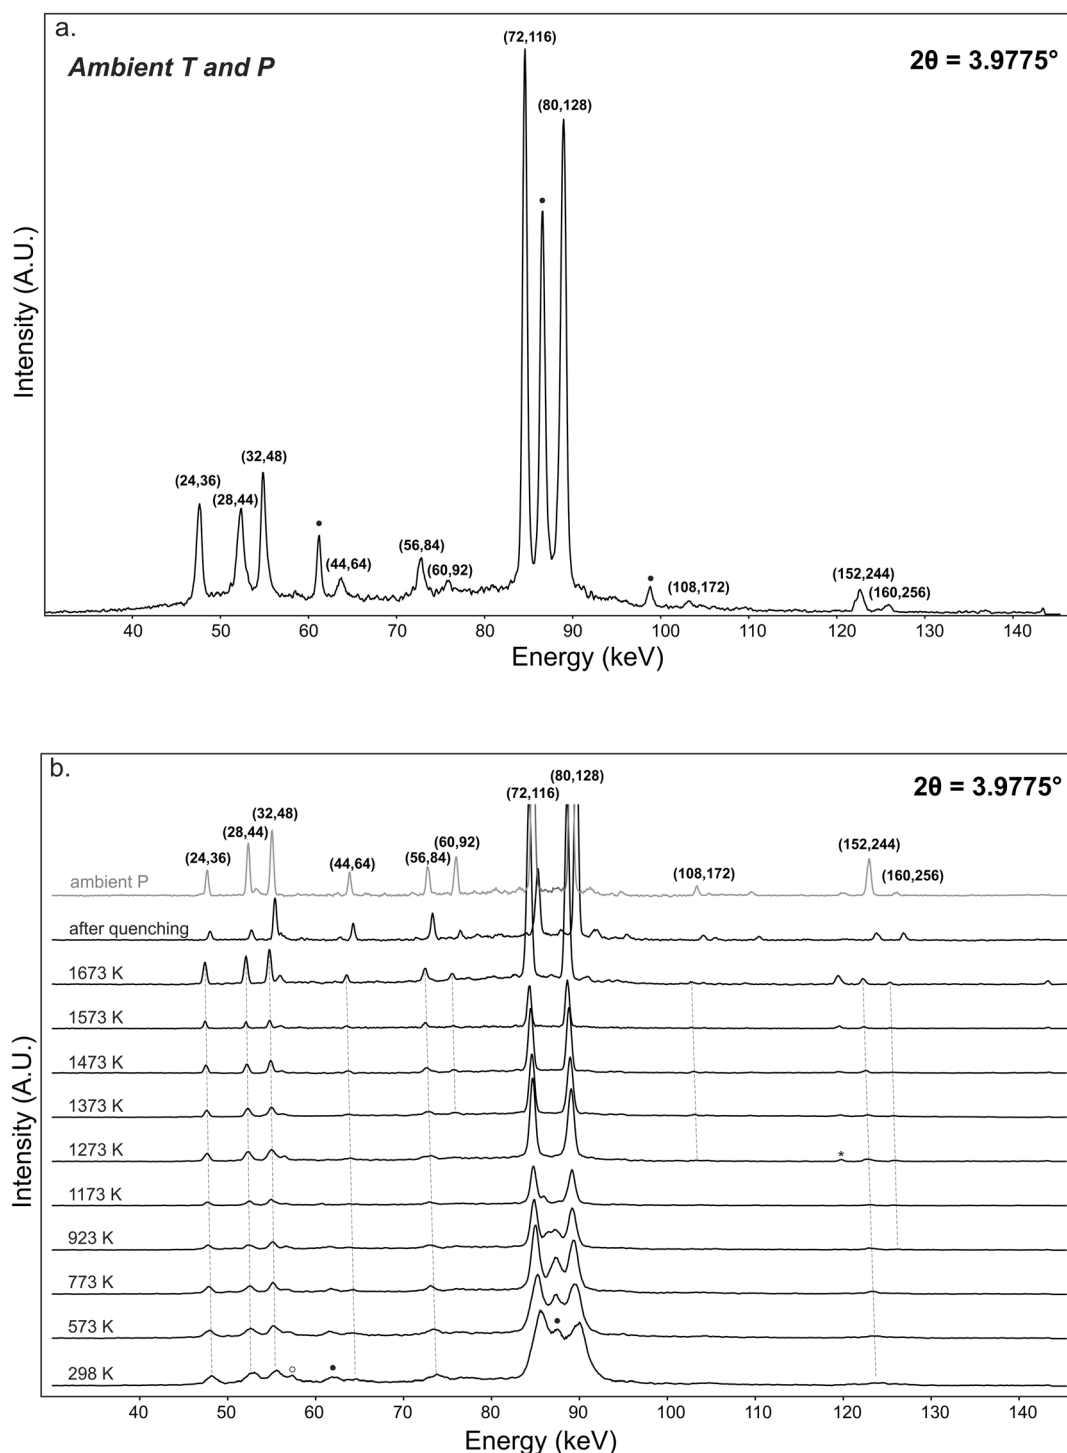 a.
Ambient T and P
2θ = 3.9775°
(72,116)
(80,128)
(32,48)
(24,36)
(28,44)
(44,64)
(56,84)
(60,92)
(108,172)
(152,244)
(160,256)
Intensity (A.U.)
40 50 60 70 80 90 100 110 120 130 140
Energy (keV)
b.
2θ = 3.9775°
(80,128)
(72,116)
(32,48)
(28,44)
(24,36)
(44,64)
(56,84)
(60,92)
(108,172)
(152,244)
(160,256)
ambient P
after quenching
1673 K
1573 K
1473 K
1373 K
1273 K
*
1173 K
923 K
773 K
573 K
298 K
Intensity (A.U.)
40 50 60 70 80 90 100 110 120 130 140
Energy (keV)